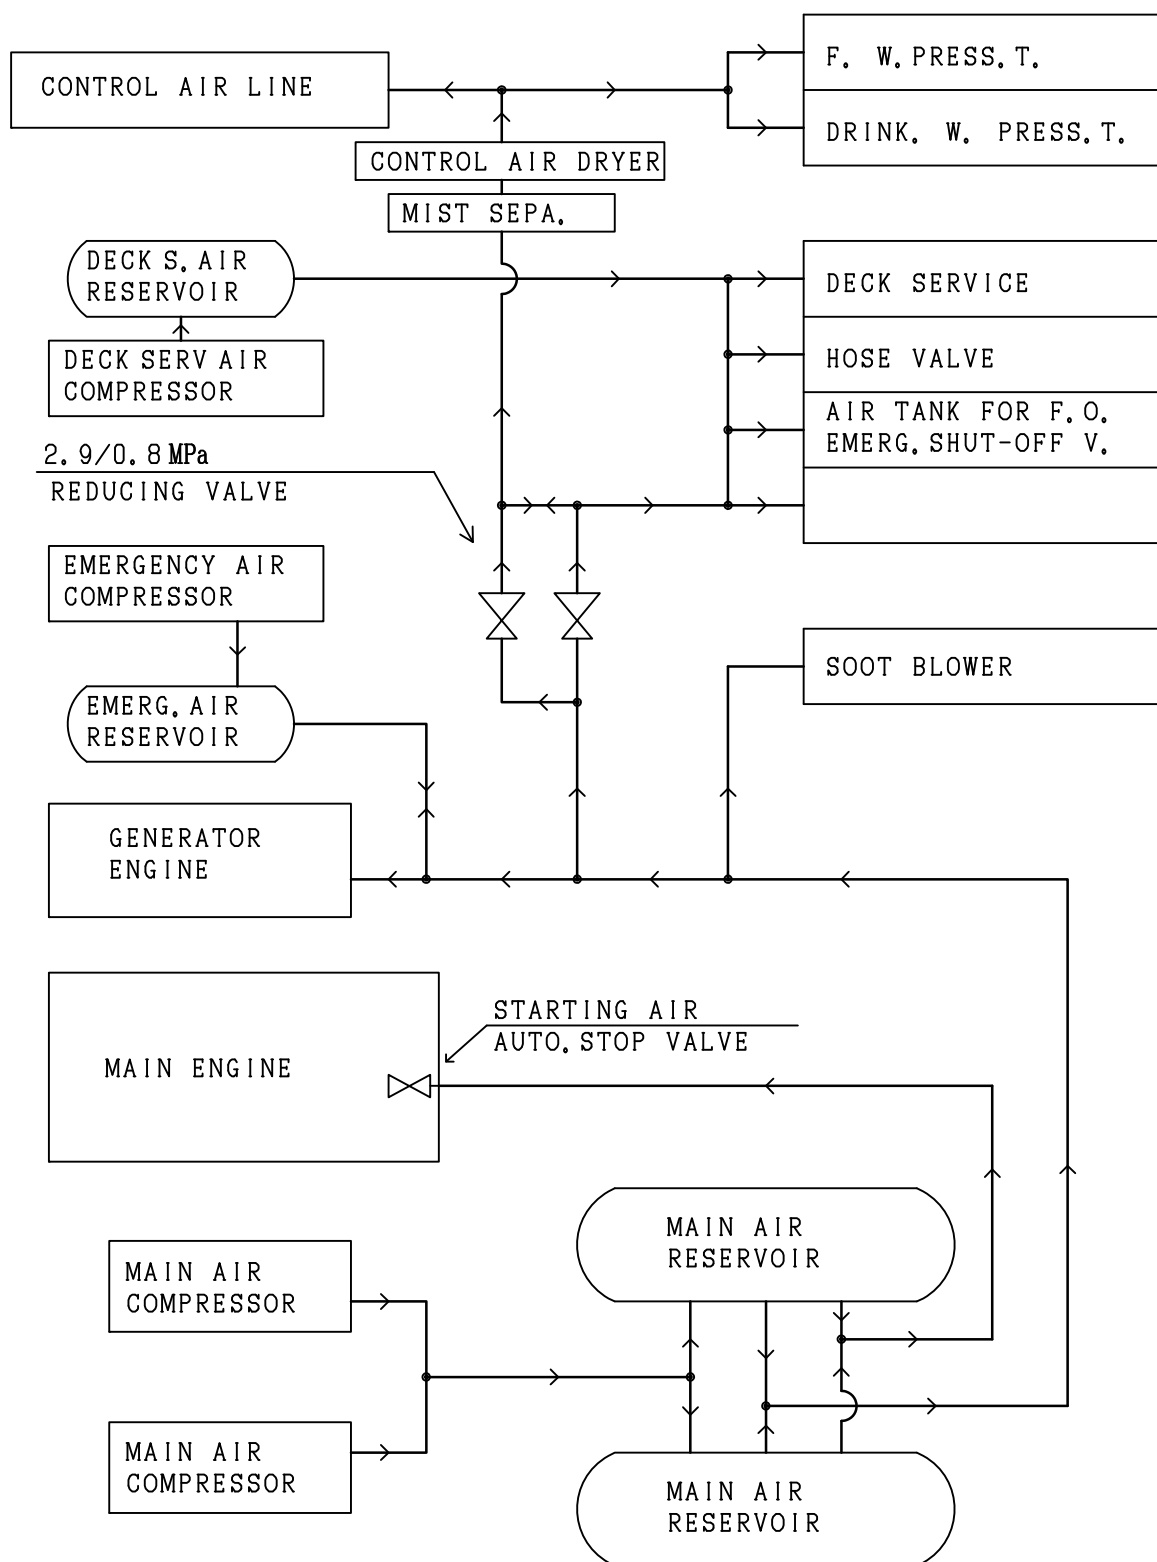 F. W. PRESS. T.
CONTROL AIR LINE
DRINK. W. PRESS. T.
CONTROL AIR DRYER
MIST SEPA.
DECK S. AIR
RESERVOIR
DECK SERVICE
DECK SERV AIR
COMPRESSOR
HOSE VALVE
AIR TANK FOR F. O.
EMERG. SHUT-OFF V.
2. 9/0. 8 MPa
REDUCING VALVE
EMERGENCY AIR
COMPRESSOR
SOOT BLOWER
EMERG. AIR
RESERVOIR
GENERATOR
ENGINE
STARTING AIR
AUTO. STOP VALVE
MAIN ENGINE
MAIN AIR
RESERVOIR
MAIN AIR
COMPRESSOR
MAIN AIR
COMPRESSOR
MAIN AIR
RESERVOIR